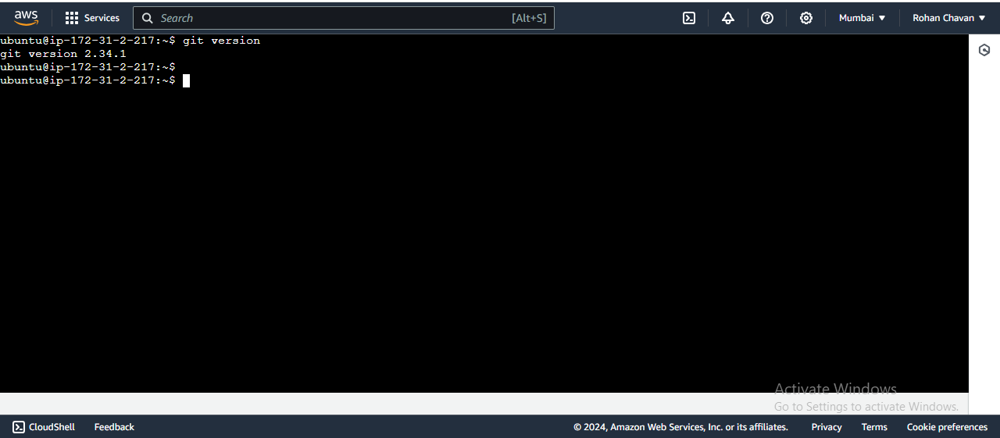 aws Services Search [Alt+S] Mumbai ▼ Rohan Chavan ▼
ubuntu@ip-172-31-2-217:~$ git version
git version 2.34.1
ubuntu@ip-172-31-2-217:~$
ubuntu@ip-172-31-2-217:~$
Activate Windows
Go to Settings to activate Windows.
CloudShell Feedback © 2024, Amazon Web Services, Inc. or its affiliates. Privacy Terms Cookie preferences